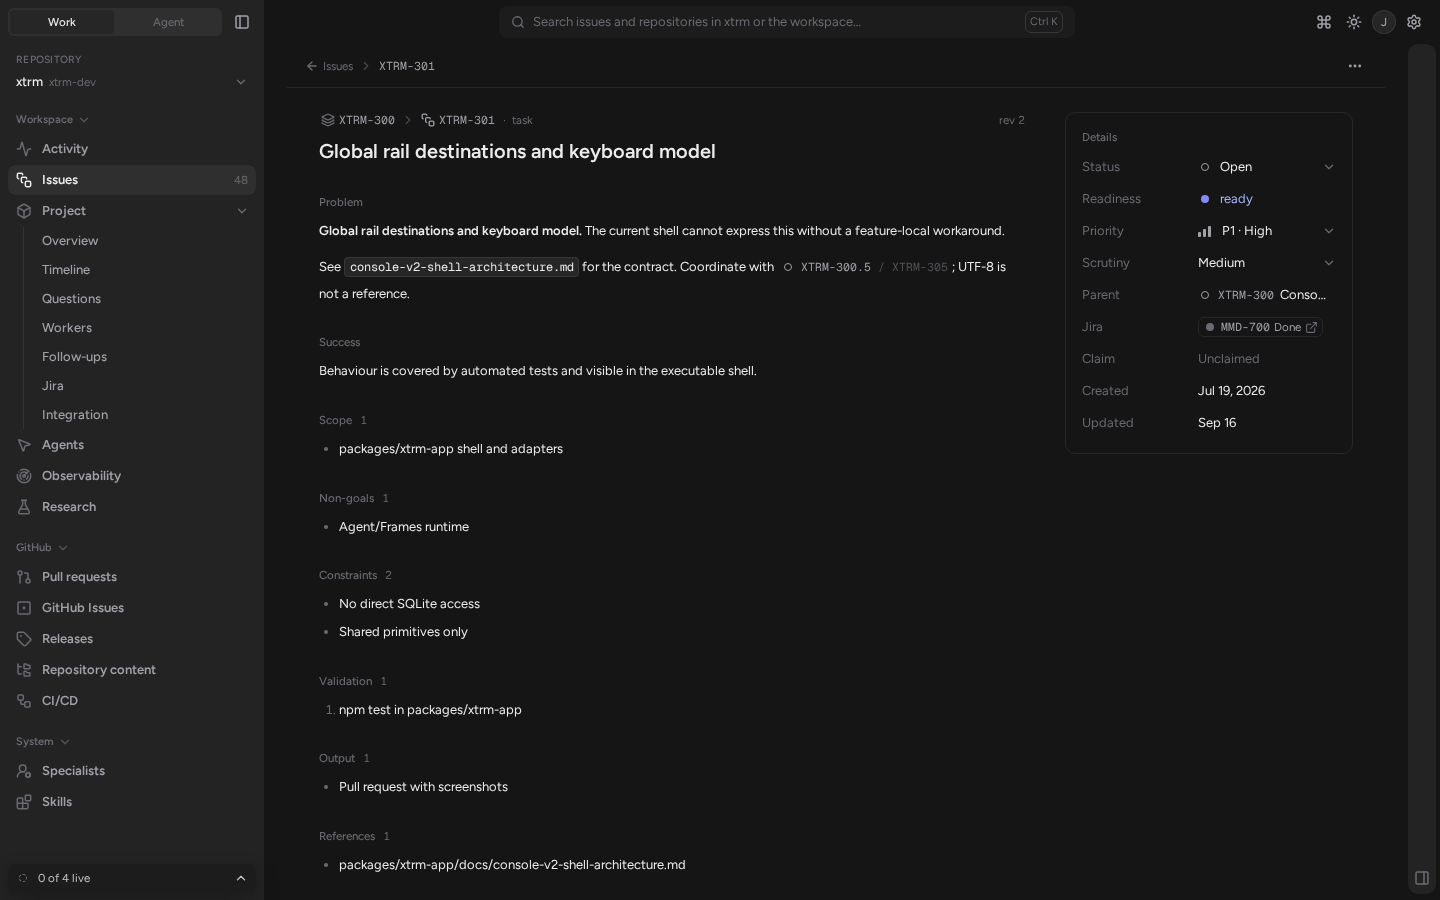 Work
Agent
Search issues and repositories in xtrm or the workspace...
Ctrl K
J
REPOSITORY
xtrm xtrm-dev
Workspace
Activity
Issues 48
Project
Overview
Timeline
Questions
Workers
Follow-ups
Jira
Integration
Agents
Observability
Research
GitHub
Pull requests
GitHub Issues
Releases
Repository content
CI/CD
System
Specialists
Skills
0 of 4 live
Issues XTRM-301
XTRM-300 XTRM-301 · task rev 2
Global rail destinations and keyboard model
Problem
Global rail destinations and keyboard model. The current shell cannot express this without a feature-local workaround.
See console-v2-shell-architecture.md for the contract. Coordinate with XTRM-300.5 / XTRM-305 ; UTF-8 is
not a reference.
Success
Behaviour is covered by automated tests and visible in the executable shell.
Scope 1
• packages/xtrm-app shell and adapters
Non-goals 1
• Agent/Frames runtime
Constraints 2
• No direct SQLite access
• Shared primitives only
Validation 1
1. npm test in packages/xtrm-app
Output 1
• Pull request with screenshots
References 1
• packages/xtrm-app/docs/console-v2-shell-architecture.md
Details
Status Open
Readiness ready
Priority P1 · High
Scrutiny Medium
Parent XTRM-300 Conso...
Jira MMD-700 Done
Claim Unclaimed
Created Jul 19, 2026
Updated Sep 16